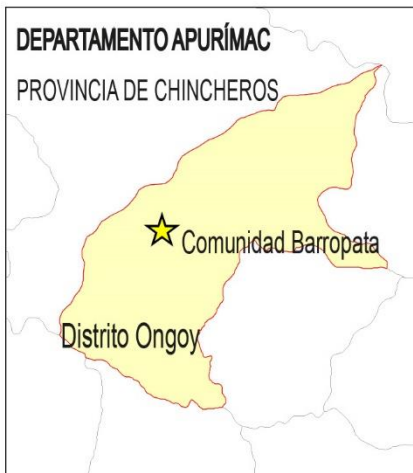 DEPARTAMENTO APURÍMAC
PROVINCIA DE CHINCHEROS
Comunidad Barropata
Distrito Ongoy